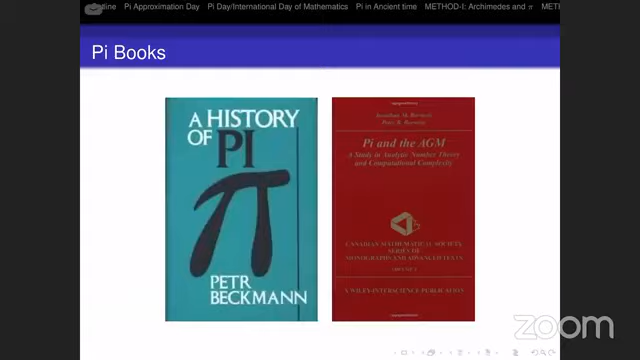 Outline Pi Approximation Day Pi Day/International Day of Mathematics Pi in Ancient time METHOD-I: Archimedes and π METH
Pi Books
A HISTORY
OF PI
π
PETR
BECKMANN
Jonathan M. Borwein
Peter B. Borwein
Pi and the AGM
A Study in Analytic Number Theory
and Computational Complexity
CANADIAN MATHEMATICAL SOCIETY
SERIES OF
MONOGRAPHS AND ADVANCED TEXTS
A WILEY-INTERSCIENCE PUBLICATION
zoom